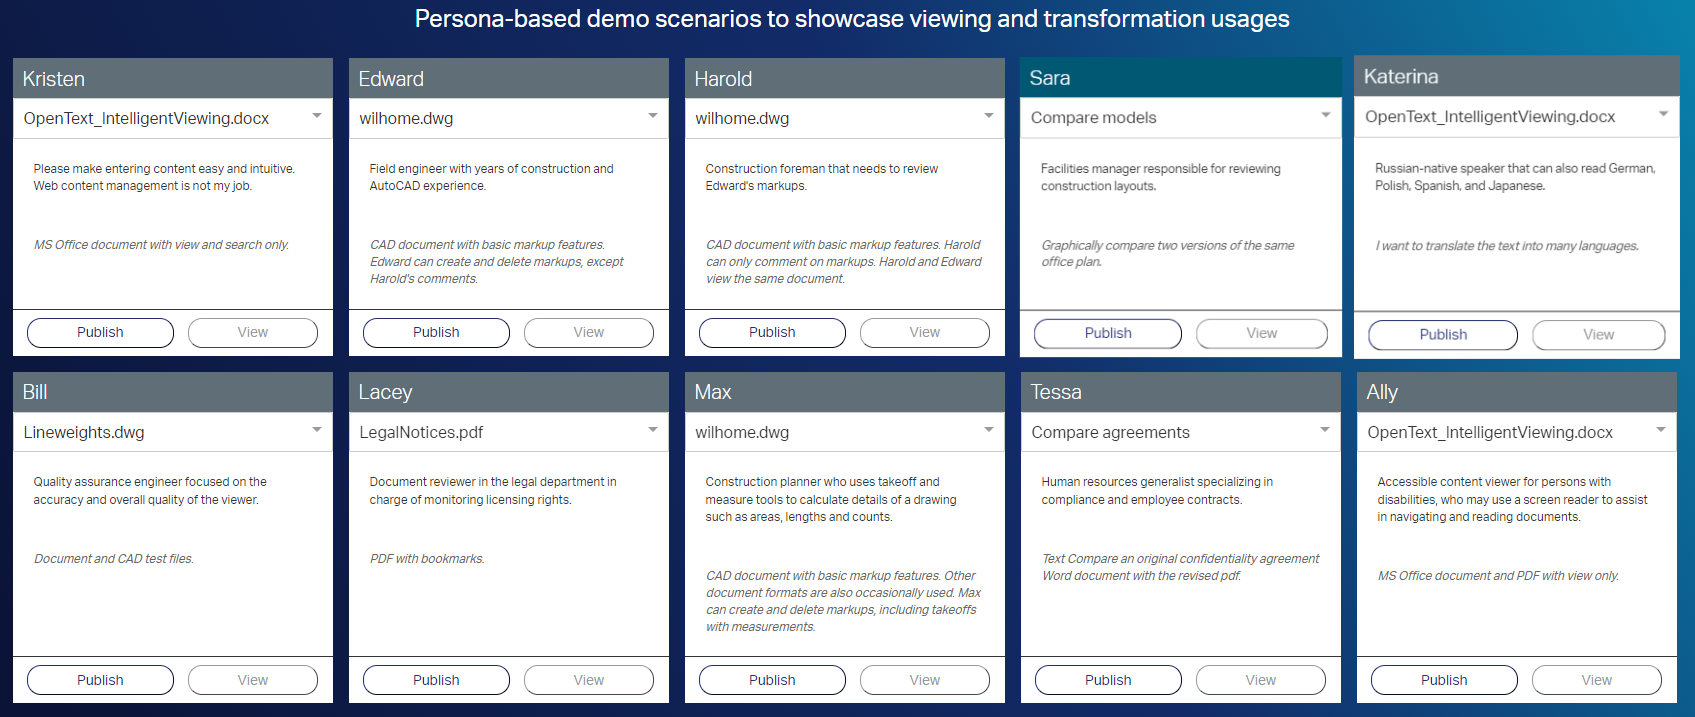 Persona-based demo scenarios to showcase viewing and transformation usages
Kristen
OpenText_IntelligentViewing.docx
Please make entering content easy and intuitive.
Web content management is not my job.
MS Office document with view and search only.
Publish
View
Edward
wilhome.dwg
Field engineer with years of construction and
AutoCAD experience.
CAD document with basic markup features.
Edward can create and delete markups, except
Harold's comments.
Publish
View
Harold
wilhome.dwg
Construction foreman that needs to review
Edward's markups.
CAD document with basic markup features. Harold
can only comment on markups. Harold and Edward
view the same document.
Publish
View
Sara
Compare models
Facilities manager responsible for reviewing
construction layouts.
Graphically compare two versions of the same
office plan.
Publish
View
Katerina
OpenText_IntelligentViewing.docx
Russian-native speaker that can also read German,
Polish, Spanish, and Japanese.
I want to translate the text into many languages.
Publish
View
Bill
Lineweights.dwg
Quality assurance engineer focused on the
accuracy and overall quality of the viewer.
Document and CAD test files.
Publish
View
Lacey
LegalNotices.pdf
Document reviewer in the legal department in
charge of monitoring licensing rights.
PDF with bookmarks.
Publish
View
Max
wilhome.dwg
Construction planner who uses takeoff and
measure tools to calculate details of a drawing
such as areas, lengths and counts.
CAD document with basic markup features. Other
document formats are also occasionally used. Max
can create and delete markups, including takeoffs
with measurements.
Publish
View
Tessa
Compare agreements
Human resources generalist specializing in
compliance and employee contracts.
Text Compare an original confidentiality agreement
Word document with the revised pdf.
Publish
View
Ally
OpenText_IntelligentViewing.docx
Accessible content viewer for persons with
disabilities, who may use a screen reader to assist
in navigating and reading documents.
MS Office document and PDF with view only.
Publish
View